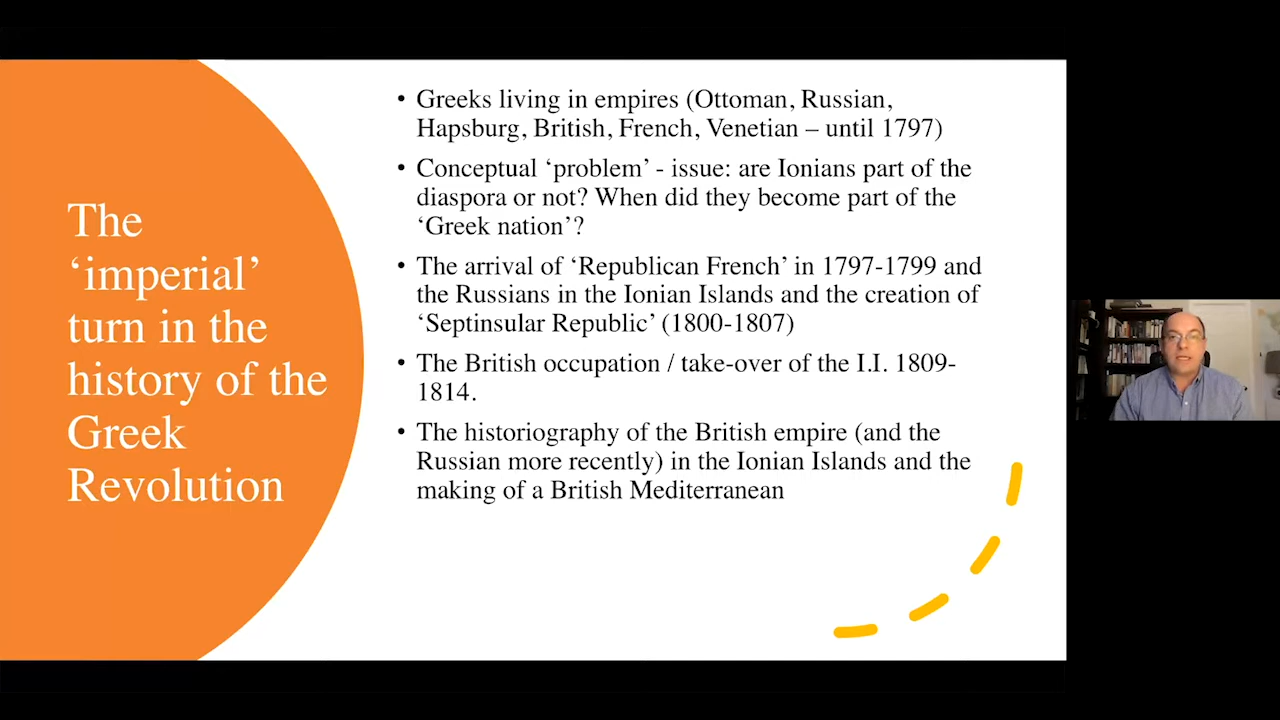 The
‘imperial’
turn in the
history of the
Greek
Revolution
• Greeks living in empires (Ottoman, Russian,
Hapsburg, British, French, Venetian – until 1797)
• Conceptual ‘problem’ - issue: are Ionians part of the
diaspora or not? When did they become part of the
‘Greek nation’?
• The arrival of ‘Republican French’ in 1797-1799 and
the Russians in the Ionian Islands and the creation of
‘Septinsular Republic’ (1800-1807)
• The British occupation / take-over of the I.I. 1809-
1814.
• The historiography of the British empire (and the
Russian more recently) in the Ionian Islands and the
making of a British Mediterranean